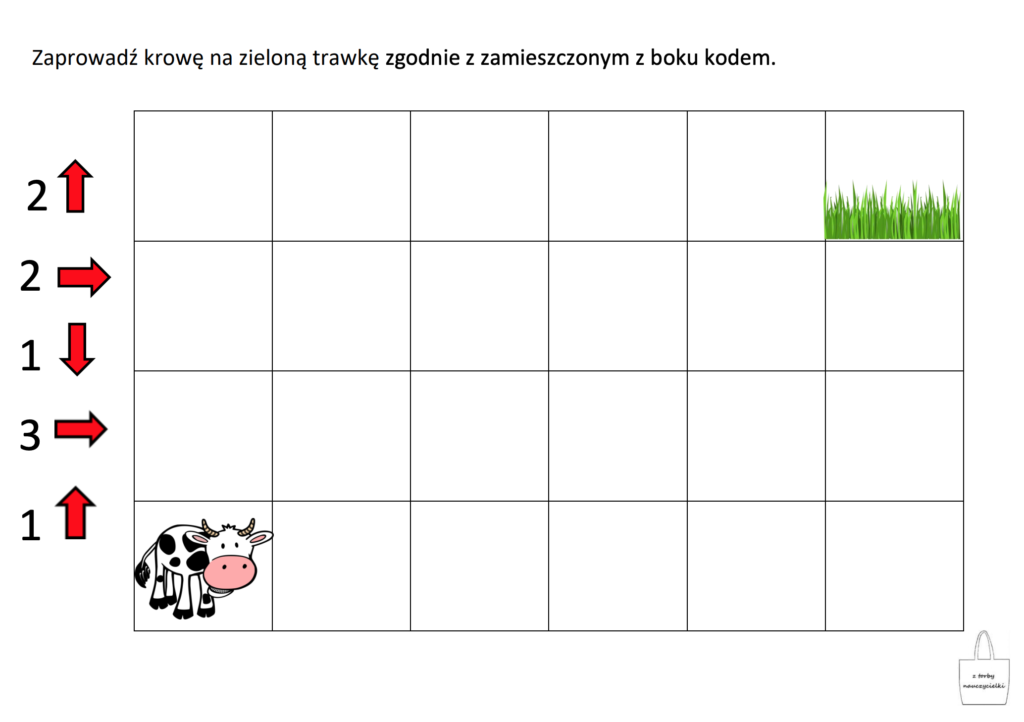 Zaprowadź krowę na zieloną trawkę zgodnie z zamieszczonym z boku kodem.
2
2
1
3
1
z torby
nauczycielki